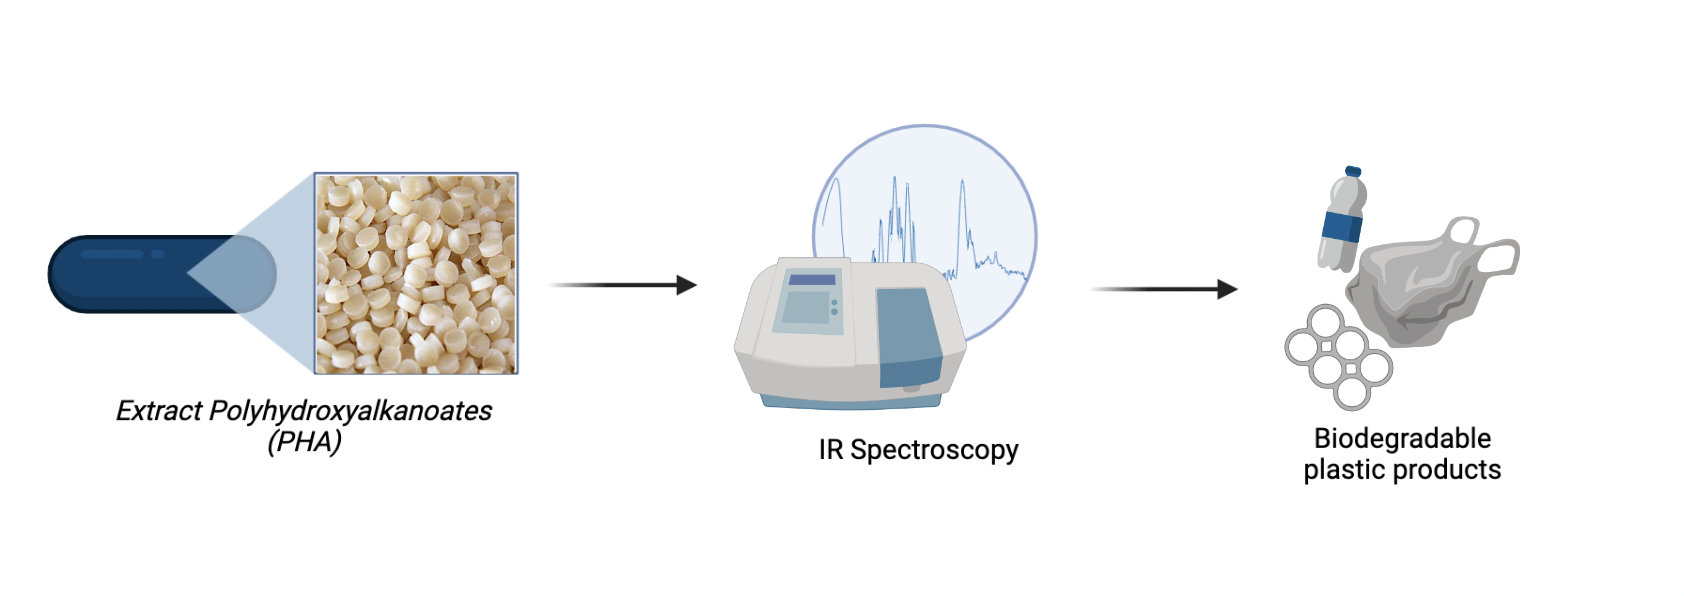 Extract Polyhydroxyalkanoates
(PHA)
IR Spectroscopy
Biodegradable
plastic products